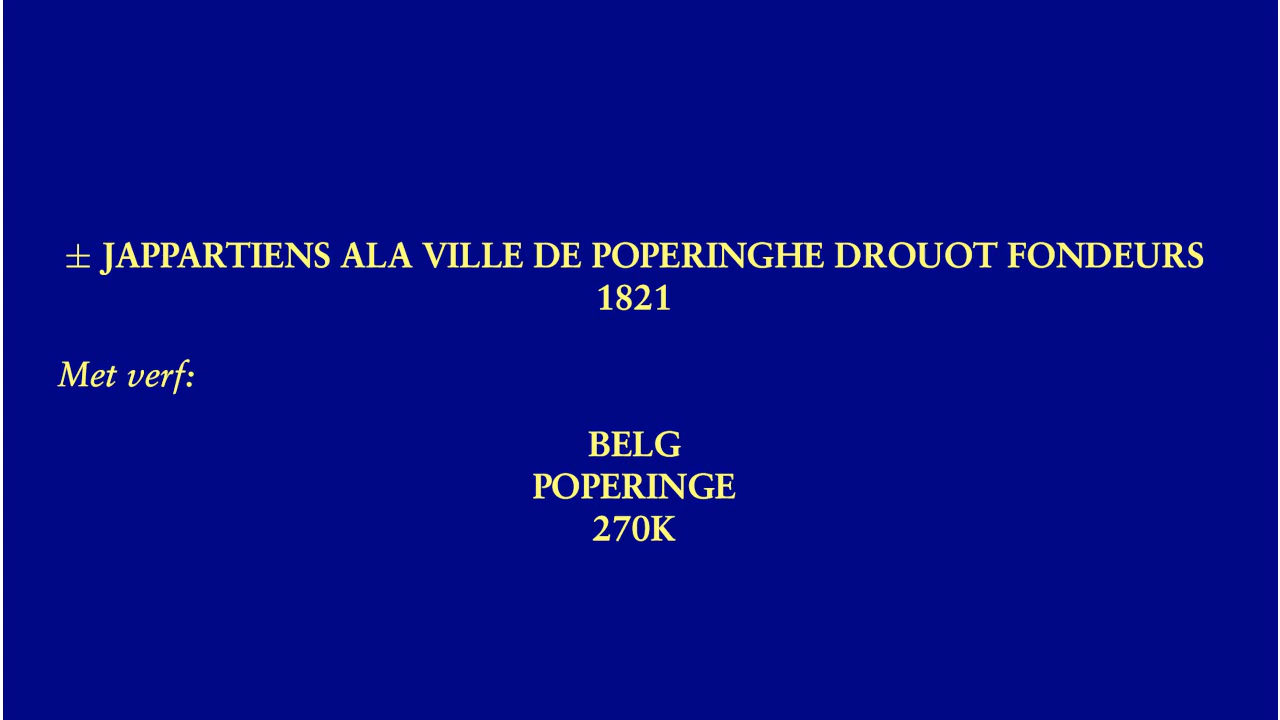 ± JAPPARTIENS ALA VILLE DE POPERINGHE DROUOT FONDEURS
1821
Met verf:
BELG
POPERINGE
270K